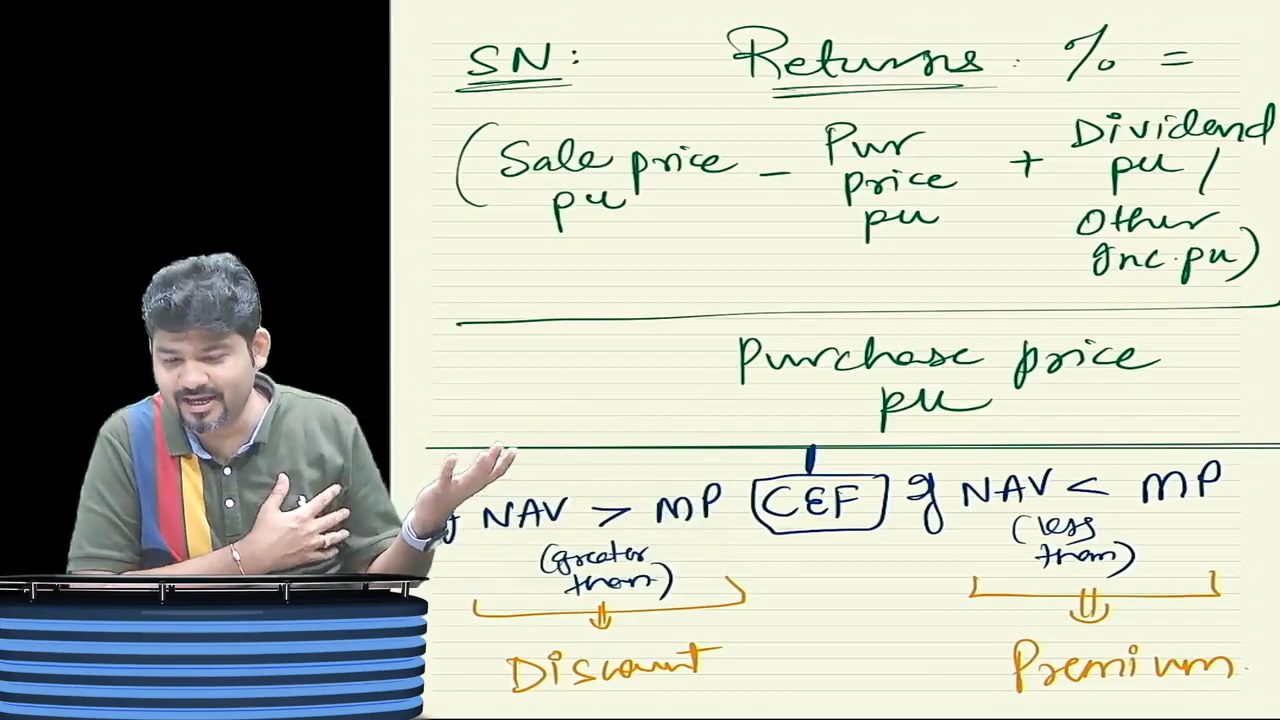 SN: Returns % =
(Sale price pu - Pur price pu + Dividend pu / Other Inc. pu)
Purchase price pu
If NAV > MP (greater than)
CEF
If NAV < MP (less than)
Discount
Premium.